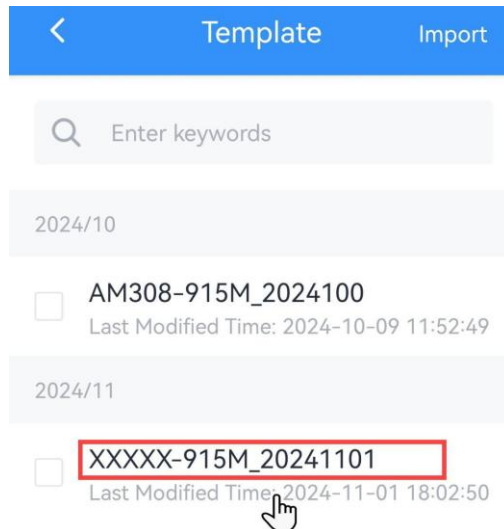 Template Import
Enter keywords
2024/10
AM308-915M_2024100
Last Modified Time: 2024-10-09 11:52:49
2024/11
XXXXX-915M_20241101
Last Modified Time: 2024-11-01 18:02:50